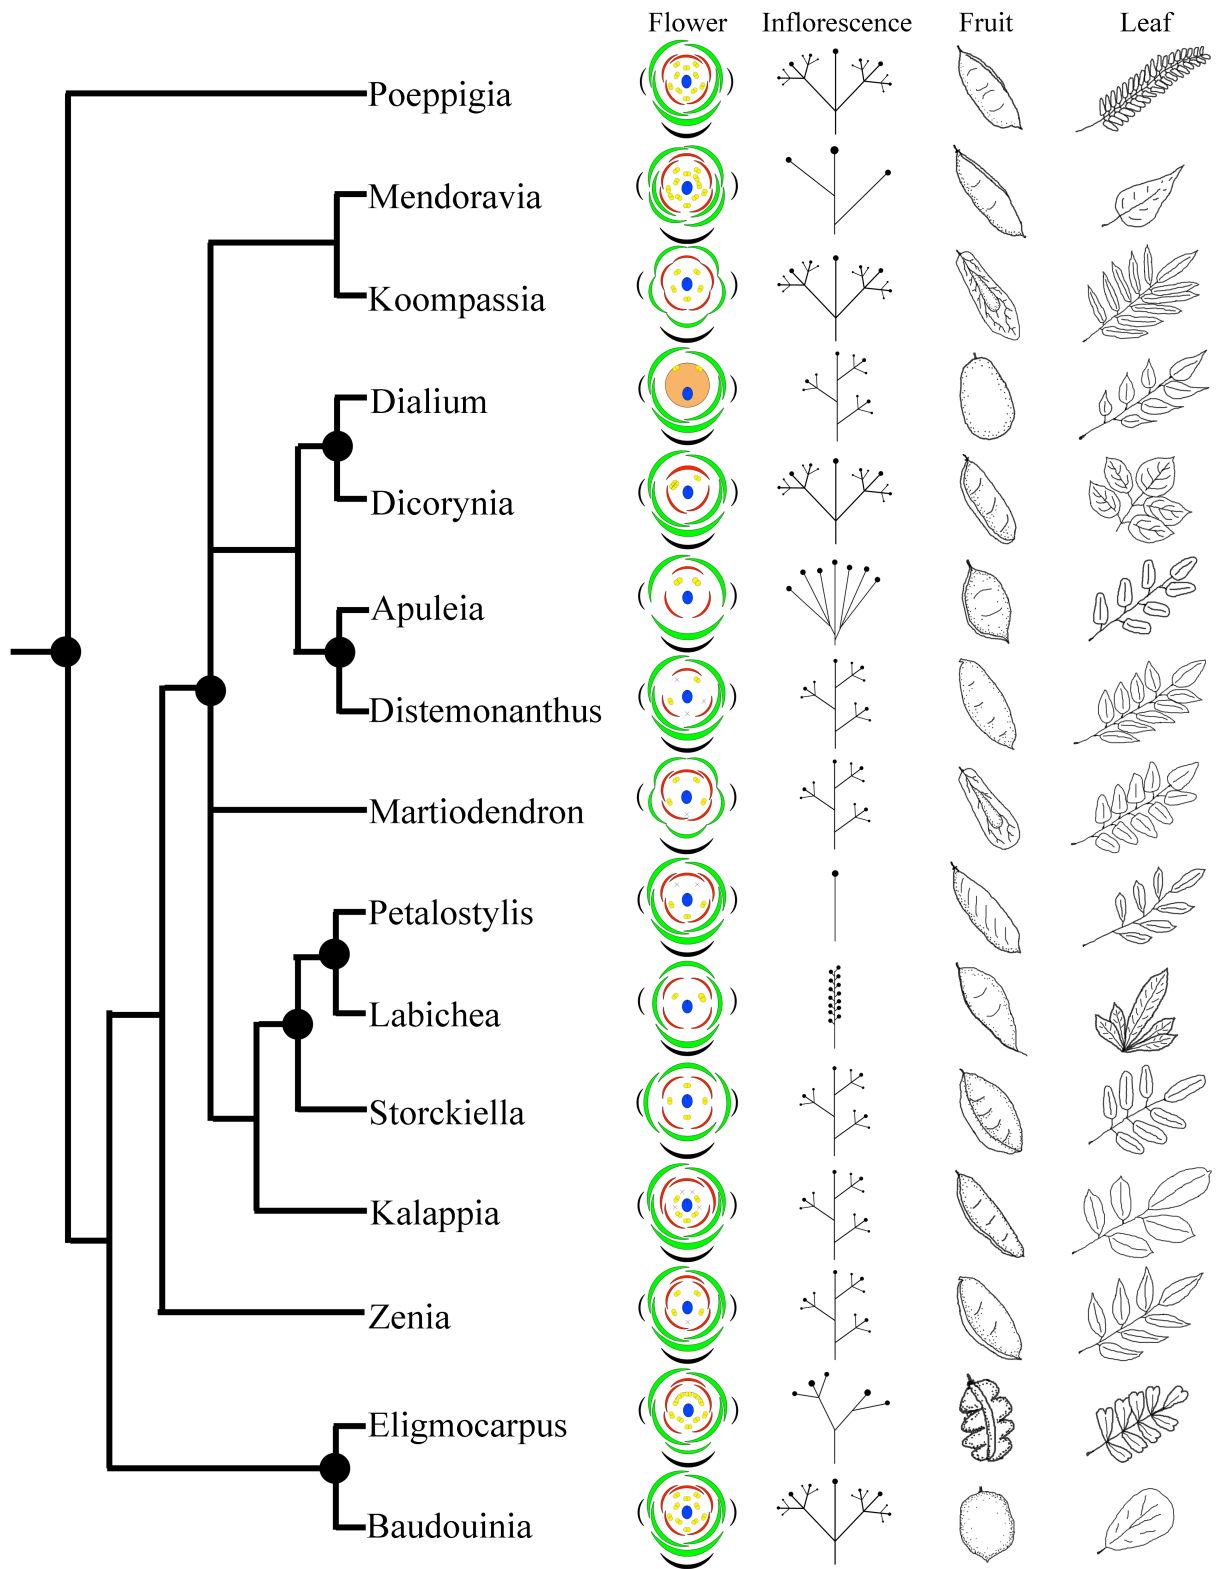 Flower Inflorescence Fruit Leaf
Poeppigia
Mendoravia
Koompassia
Dialium
Dicorynia
Apuleia
Distemonanthus
Martiodendron
Petalostylis
Labichea
Storckiella
Kalappia
Zenia
Eligmocarpus
Baudouinia